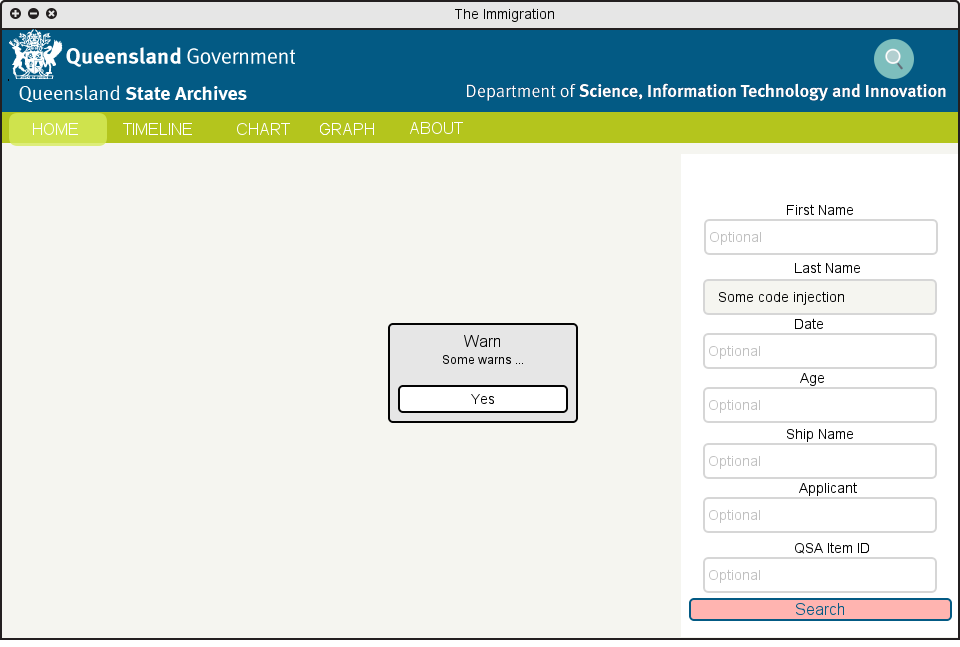 The Immigration
Queensland Government
Queensland State Archives
Department of Science, Information Technology and Innovation
HOME TIMELINE CHART GRAPH ABOUT
Warn
Some warns ...
Yes
First Name
Optional
Last Name
Some code injection
Date
Optional
Age
Optional
Ship Name
Optional
Applicant
Optional
QSA Item ID
Optional
Search